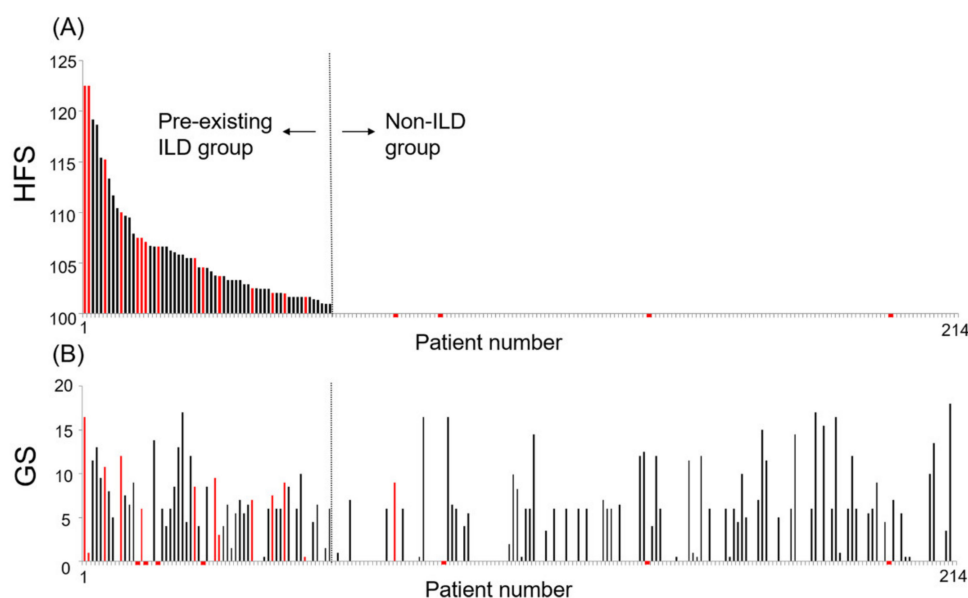 (A)
125
120
115
110
105
100
HFS
Pre-existing
ILD group
Non-ILD
group
1
Patient number
214
(B)
20
15
10
5
0
GS
1
Patient number
214